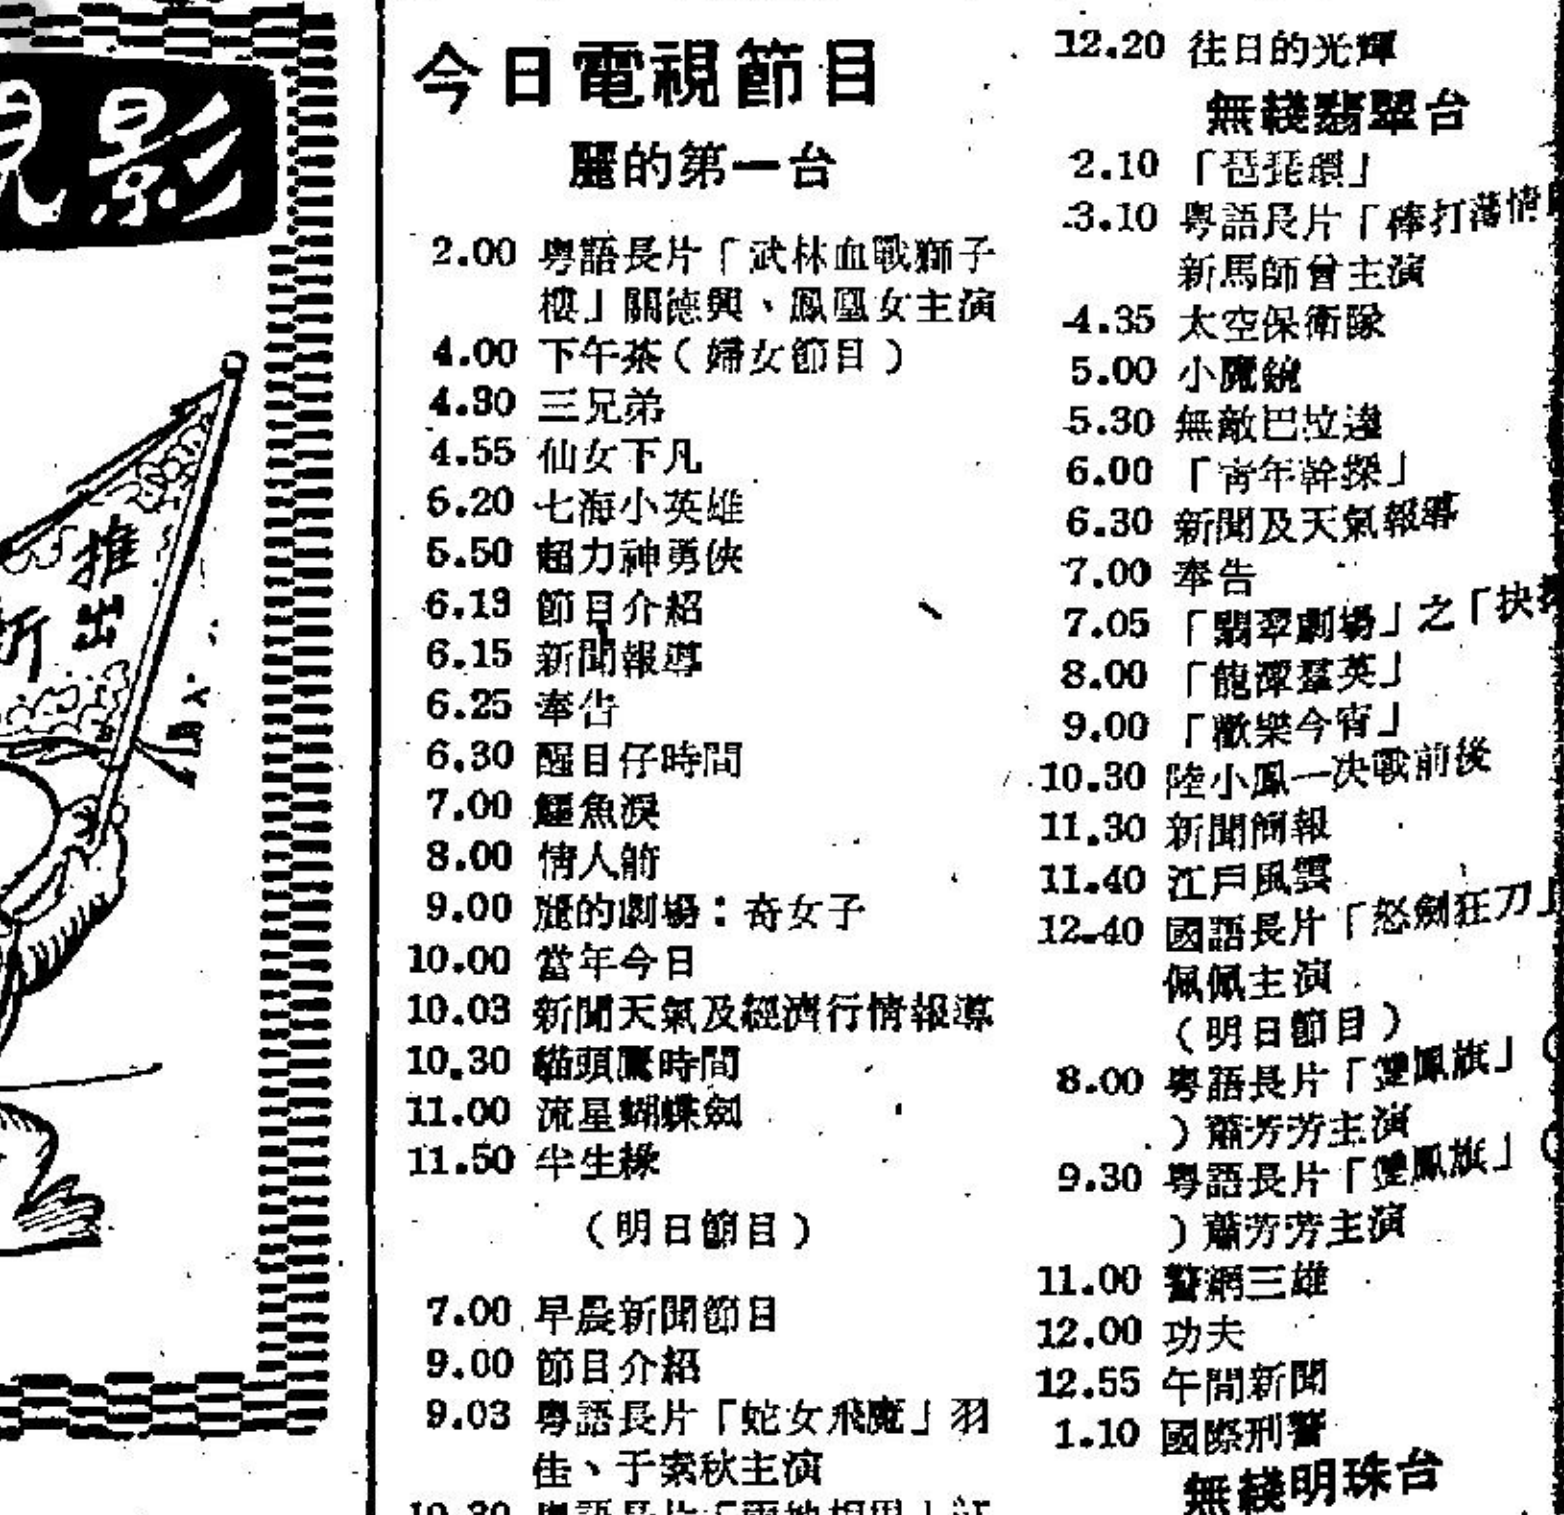 視影
推出
今日電視節目
麗的第一台
2.00 粵語長片「武林血戰獅子
樓」關德興、鳳凰女主演
4.00 下午茶（婦女節目）
4.30 三兄弟
4.55 仙女下凡
5.20 七海小英雄
5.50 超力神勇俠
6.13 節目介紹
6.15 新聞報導
6.25 奉告
6.30 醒目仔時間
7.00 鱷魚淚
8.00 情人箭
9.00 麗的劇場：奇女子
10.00 當年今日
10.03 新聞天氣及經濟行情報導
10.30 貓頭鷹時間
11.00 流星蝴蝶劍
11.50 半生緣
（明日節目）
7.00 早晨新聞節目
9.00 節目介紹
9.03 粵語長片「蛇女飛魔」羽
佳、于素秋主演
12.20 往日的光輝
無綫翡翠台
2.10 「琵琶環」
3.10 粵語長片「棒打薄情
新馬師曾主演
4.35 太空保衛隊
5.00 小魔鏡
5.30 無敵巴拉邊
6.00 「青年幹探」
6.30 新聞及天氣報導
7.00 奉告
7.05 「翡翠劇場」之「抉擇
8.00 「龍潭羣英」
9.00 「歡樂今宵」
10.30 陸小鳳—决戰前後
11.30 新聞簡報
11.40 江戶風雲
12.40 國語長片「怒劍狂刀」
佩佩主演
（明日節目）
8.00 粵語長片「雙鳳旗」（
）蕭芳芳主演
9.30 粵語長片「雙鳳旗」（
）蕭芳芳主演
11.00 警網三雄
12.00 功夫
12.55 午間新聞
1.10 國際刑警
無綫明珠台